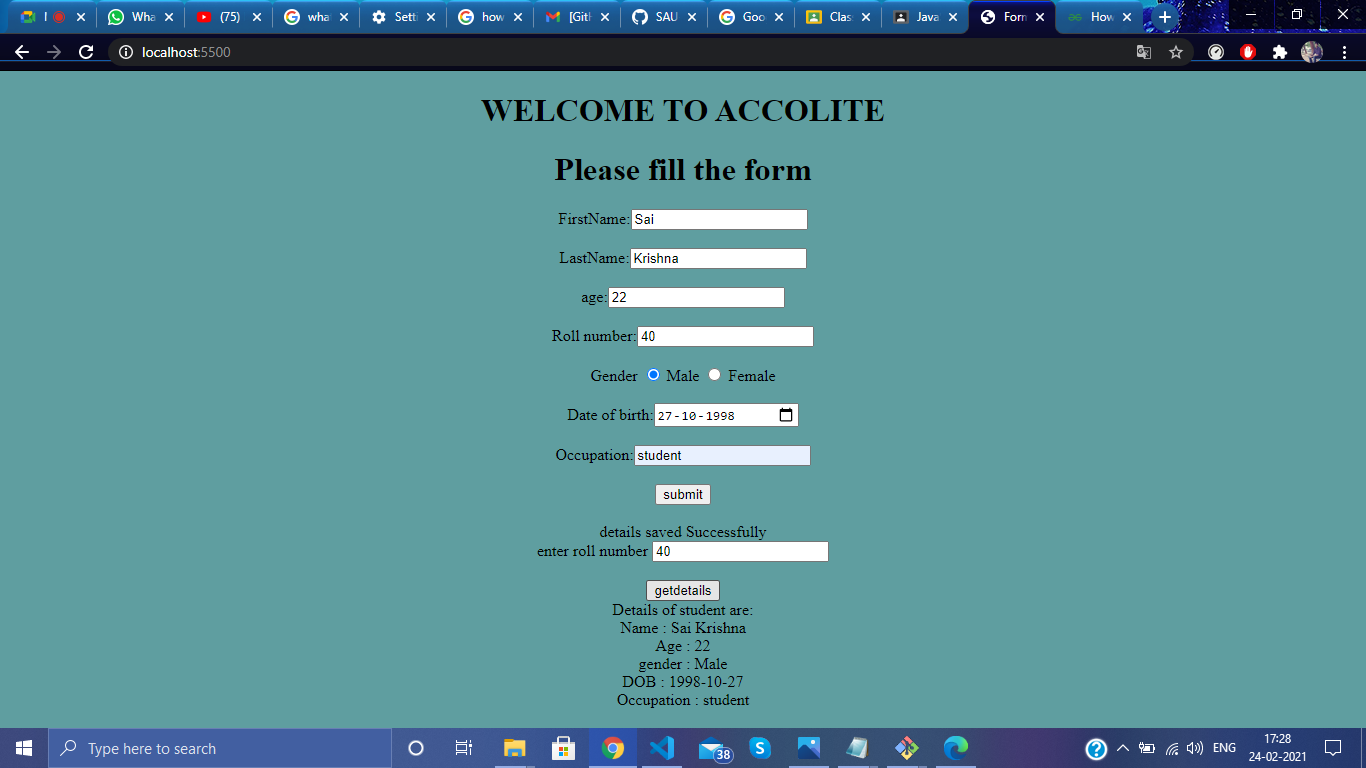 Wha
(75)
wha
Setti
how
[Gitl
SAU
Goo
Clas
Java
Forn
How
localhost:5500
WELCOME TO ACCOLITE
Please fill the form
FirstName: Sai
LastName: Krishna
age: 22
Roll number: 40
Gender Male Female
Date of birth: 27-10-1998
Occupation: student
submit
details saved Successfully
enter roll number 40
getdetails
Details of student are:
Name : Sai Krishna
Age : 22
gender : Male
DOB : 1998-10-27
Occupation : student
Type here to search
38
ENG
17:28
24-02-2021